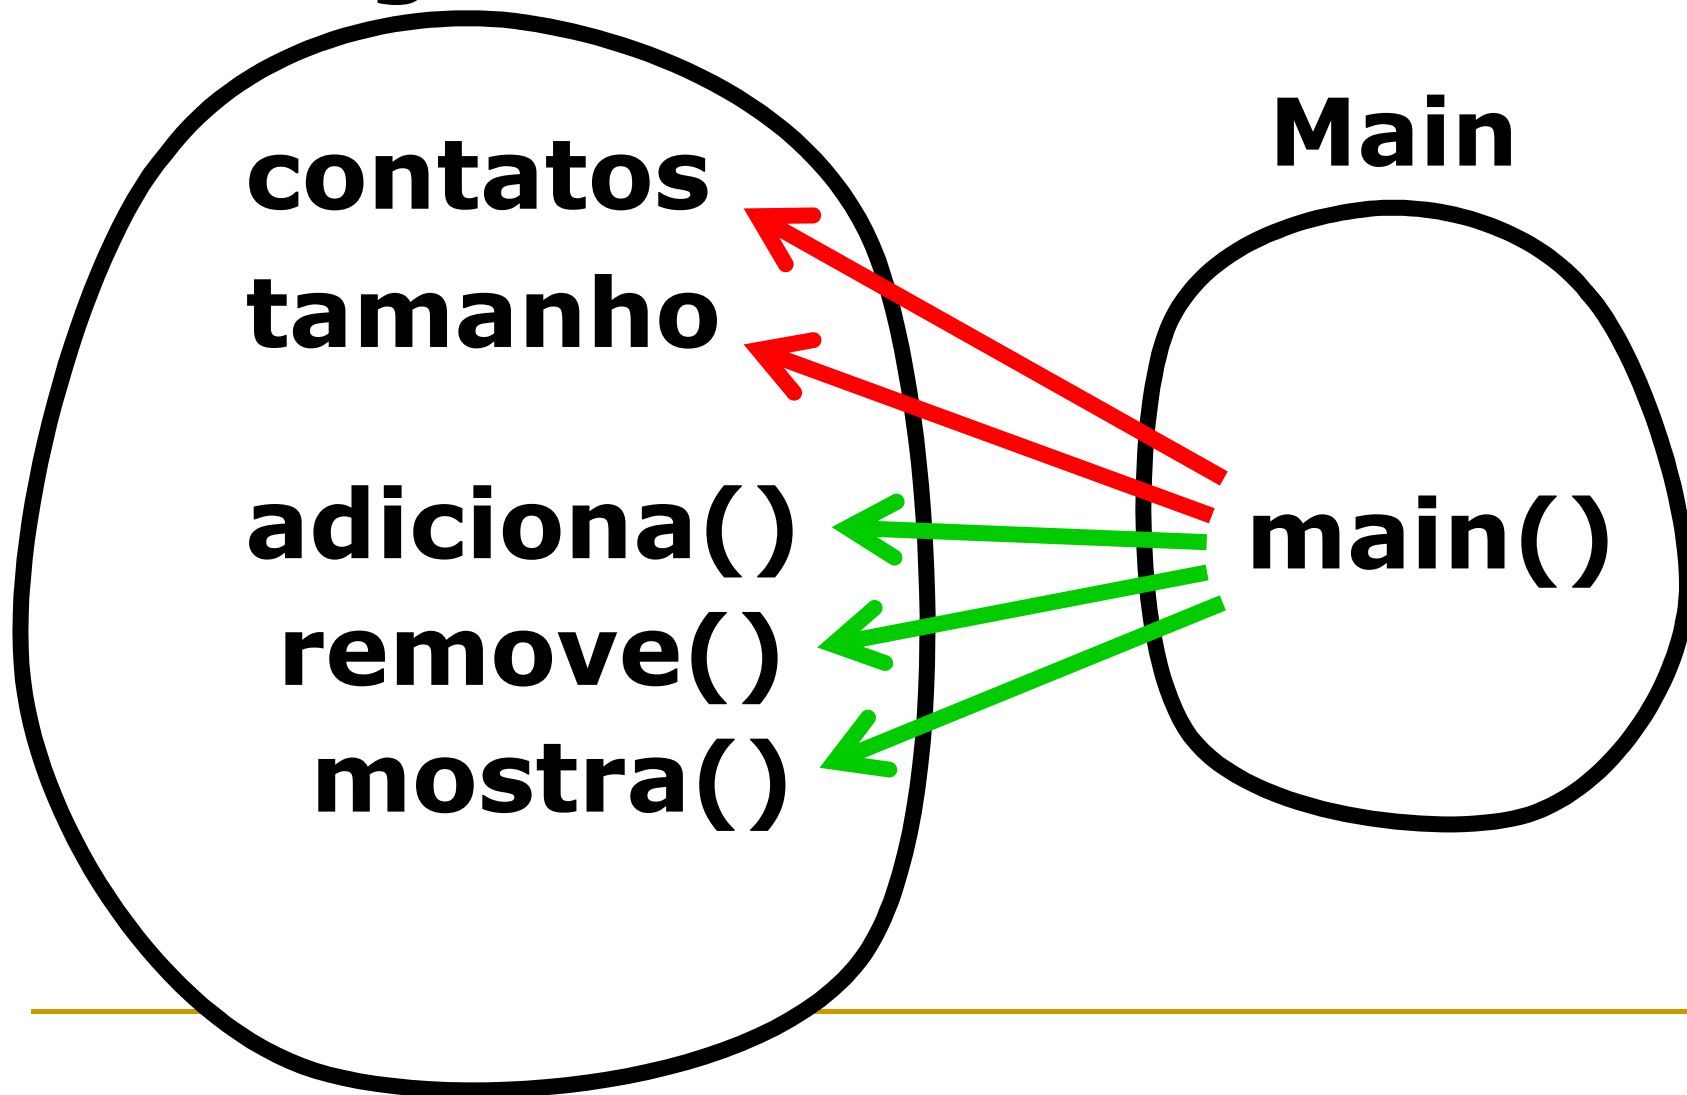 contatos
tamanho
adiciona()
remove()
mostra()
Main
main()